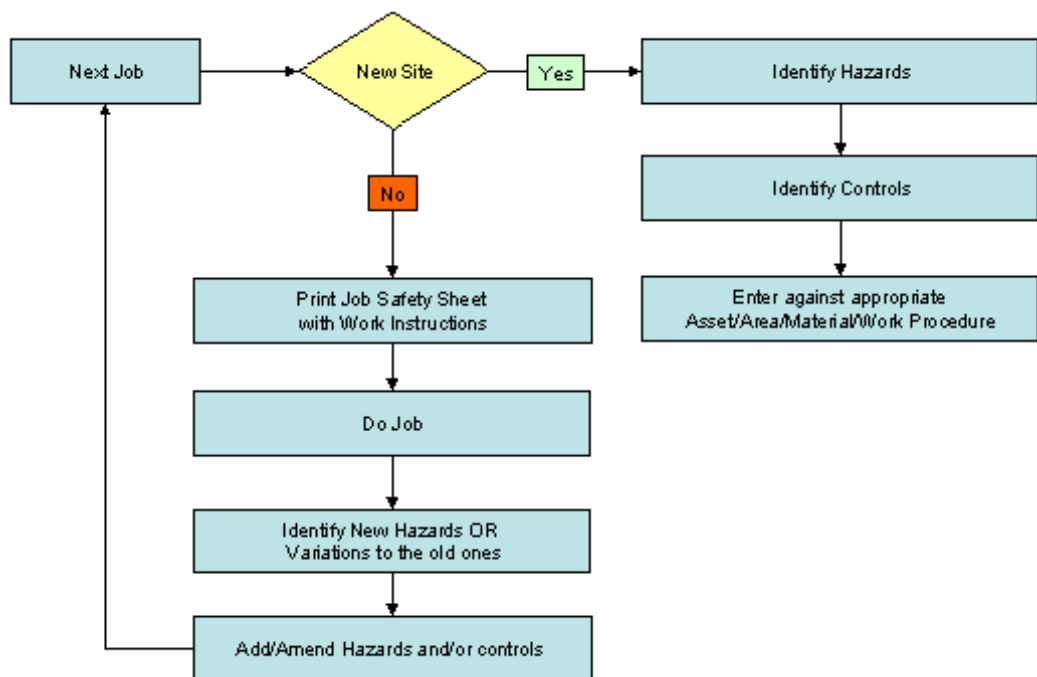 Next Job
New Site
Yes
Identify Hazards
Identify Controls
Enter against appropriate
Asset/Area/Material/Work Procedure
No
Print Job Safety Sheet
with Work Instructions
Do Job
Identify New Hazards OR
Variations to the old ones
Add/Amend Hazards and/or controls